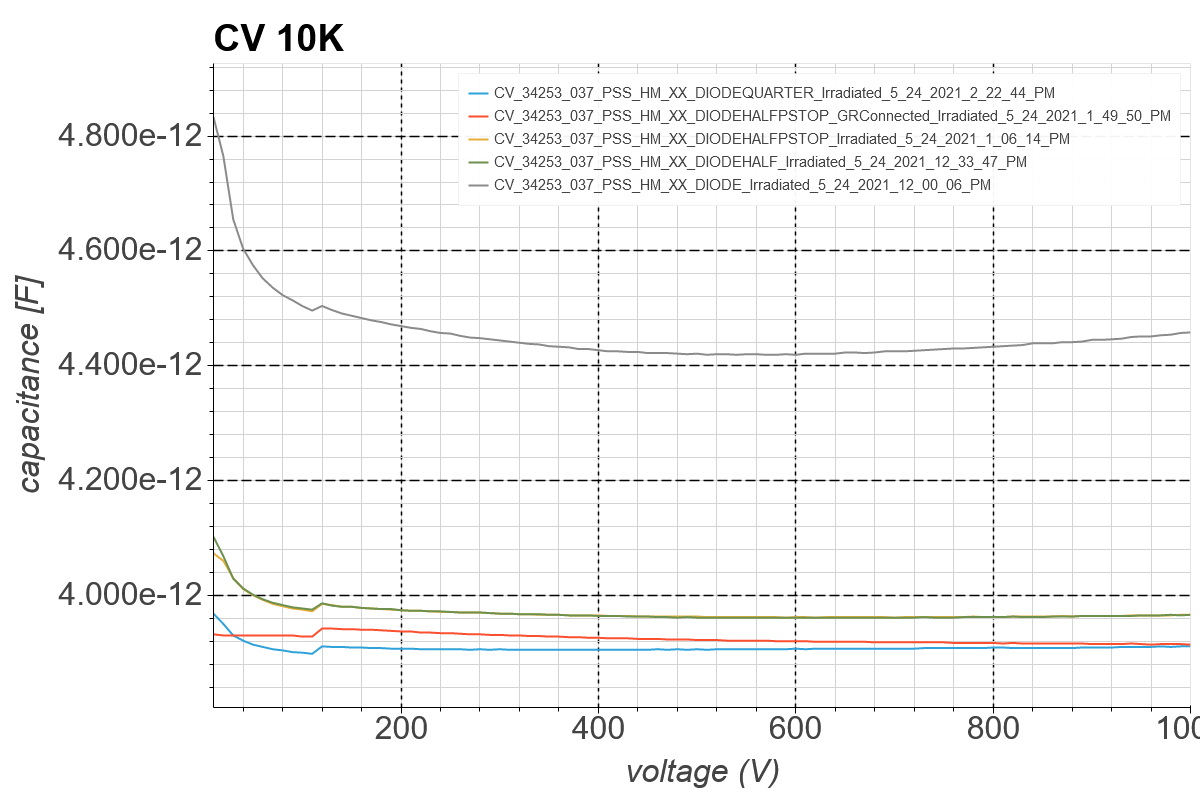 CV 10K
CV_34253_037_PSS_HM_XX_DIODEQUARTER_Irradiated_5_24_2021_2_22_44_PM
CV_34253_037_PSS_HM_XX_DIODEHALFPSTOP_GRConnected_Irradiated_5_24_2021_1_49_50_PM
CV_34253_037_PSS_HM_XX_DIODEHALFPSTOP_Irradiated_5_24_2021_1_06_14_PM
CV_34253_037_PSS_HM_XX_DIODEHALF_Irradiated_5_24_2021_12_33_47_PM
CV_34253_037_PSS_HM_XX_DIODE_Irradiated_5_24_2021_12_00_06_PM
4.800e-12
4.600e-12
4.400e-12
4.200e-12
4.000e-12
capacitance [F]
200 400 600 800 100
voltage (V)